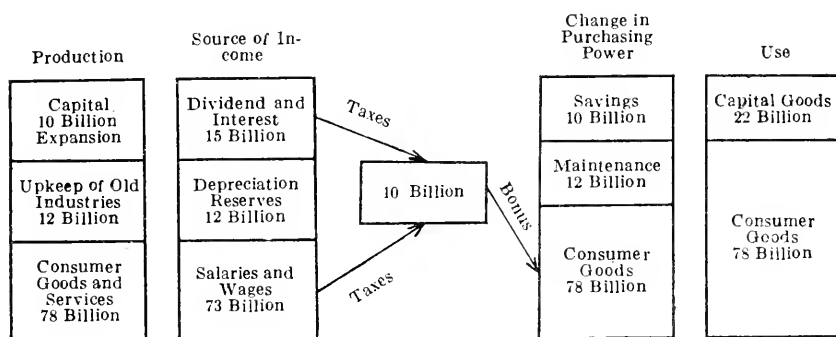 Production
Capital
10 Billion
Expansion
Upkeep of Old
Industries
12 Billion
Consumer
Goods and
Services
78 Billion
Source of In-
come
Dividend and
Interest
15 Billion
Depreciation
Reserves
12 Billion
Salaries and
Wages
73 Billion
Taxes
Taxes
10 Billion
Bonus
Change in
Purchasing
Power
Savings
10 Billion
Maintenance
12 Billion
Consumer
Goods
78 Billion
Use
Capital Goods
22 Billion
Consumer
Goods
78 Billion